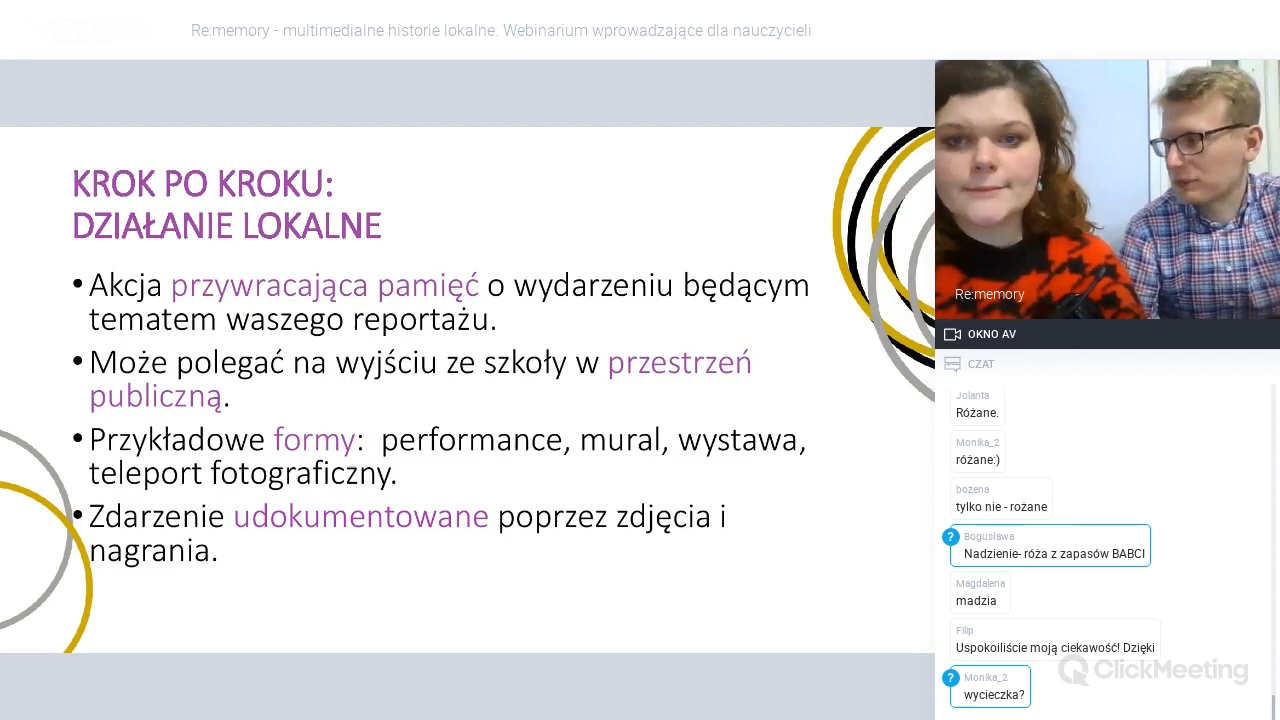 Re:memory - multimedialne historie lokalne. Webinarium wprowadzające dla nauczycieli
KROK PO KROKU:
DZIAŁANIE LOKALNE
• Akcja przywracająca pamięć o wydarzeniu będącym
tematem waszego reportażu.
• Może polegać na wyjściu ze szkoły w przestrzeń
publiczną.
• Przykładowe formy:  performance, mural, wystawa,
teleport fotograficzny.
• Zdarzenie udokumentowane poprzez zdjęcia i
nagrania.
Re:memory
OKNO AV
CZAT
Jolanta
Różane.
Monika_2
różane:)
bożena
tylko nie - rożane
? Bogusława
Nadzienie- róża z zapasów BABCI
Magdalena
madzia
Filip
Uspokoiliście moją ciekawość! Dzięki
ClickMeeting
? Monika_2
wycieczka?